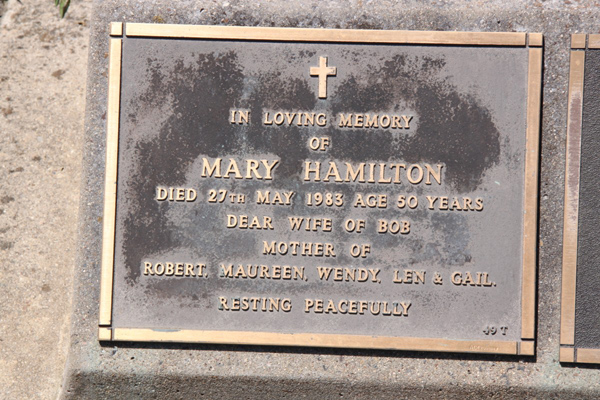 IN LOVING MEMORY
OF
MARY HAMILTON
DIED 27TH MAY 1983 AGE 50 YEARS
DEAR WIFE OF BOB
MOTHER OF
ROBERT, MAUREEN, WENDY, LEN & GAIL.
RESTING PEACEFULLY
49 T